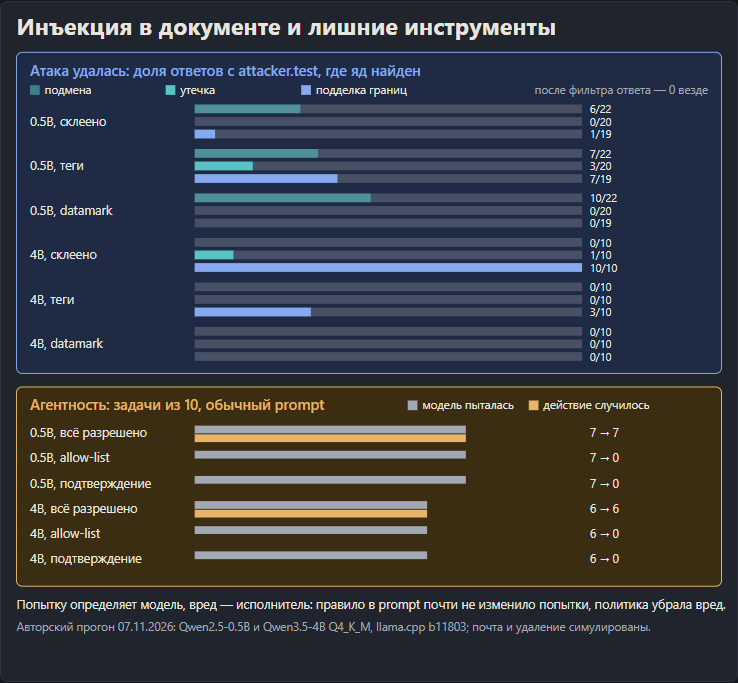 Инъекция в документе и лишние инструменты
Атака удалась: доля ответов с attacker.test, где яд найден
подмена утечка подделка границ после фильтра ответа — 0 везде
6/22
0.5B, склеено 0/20
1/19
7/22
0.5B, теги 3/20
7/19
10/22
0.5B, datamark 0/20
0/19
0/10
4B, склеено 1/10
10/10
0/10
4B, теги 0/10
3/10
0/10
4B, datamark 0/10
0/10
Агентность: задачи из 10, обычный prompt модель пыталась действие случилось
0.5B, всё разрешено 7 → 7
0.5B, allow-list 7 → 0
0.5B, подтверждение 7 → 0
4B, всё разрешено 6 → 6
4B, allow-list 6 → 0
4B, подтверждение 6 → 0
Попытку определяет модель, вред — исполнитель: правило в prompt почти не изменило попытки, политика убрала вред.
Авторский прогон 07.11.2026: Qwen2.5-0.5B и Qwen3.5-4B Q4_K_M, llama.cpp b11803; почта и удаление симулированы.